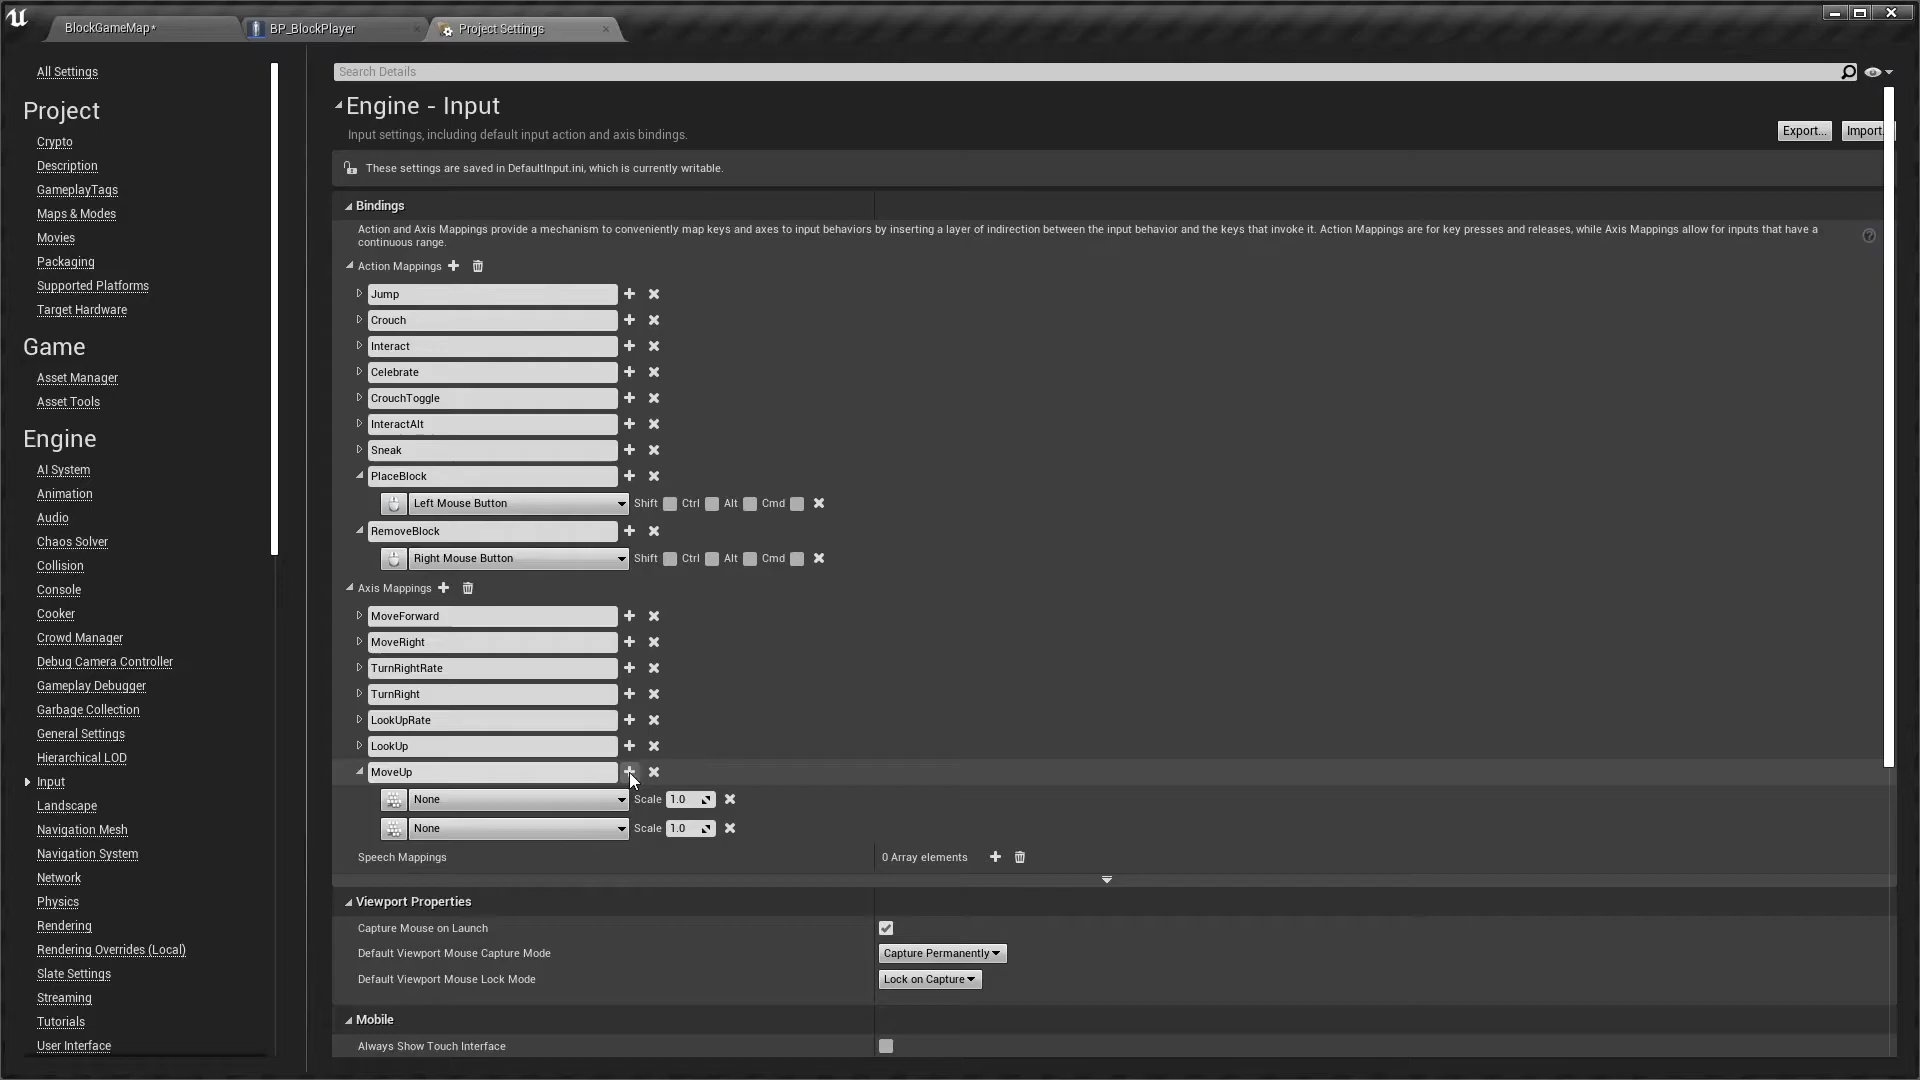 BlockGameMap*
BP_BlockPlayer
Project Settings
All Settings
Project
Crypto
Description
GameplayTags
Maps & Modes
Movies
Packaging
Supported Platforms
Target Hardware
Game
Asset Manager
Asset Tools
Engine
AI System
Animation
Audio
Chaos Solver
Collision
Console
Cooker
Crowd Manager
Debug Camera Controller
Gameplay Debugger
Garbage Collection
General Settings
Hierarchical LOD
Input
Landscape
Navigation Mesh
Navigation System
Network
Physics
Rendering
Rendering Overrides (Local)
Slate Settings
Streaming
Tutorials
User Interface
Search Details
Engine - Input
Input settings, including default input action and axis bindings.
Export...
Import
These settings are saved in DefaultInput.ini, which is currently writable.
Bindings
Action and Axis Mappings provide a mechanism to conveniently map keys and axes to input behaviors by inserting a layer of indirection between the input behavior and the keys that invoke it. Action Mappings are for key presses and releases, while Axis Mappings allow for inputs that have a
continuous range.
Action Mappings
Jump
Crouch
Interact
Celebrate
CrouchToggle
InteractAlt
Sneak
PlaceBlock
Left Mouse Button Shift Ctrl Alt Cmd
RemoveBlock
Right Mouse Button Shift Ctrl Alt Cmd
Axis Mappings
MoveForward
MoveRight
TurnRightRate
TurnRight
LookUpRate
LookUp
MoveUp
None Scale 1.0
None Scale 1.0
Speech Mappings 0 Array elements
Viewport Properties
Capture Mouse on Launch
Default Viewport Mouse Capture Mode Capture Permanently
Default Viewport Mouse Lock Mode Lock on Capture
Mobile
Always Show Touch Interface